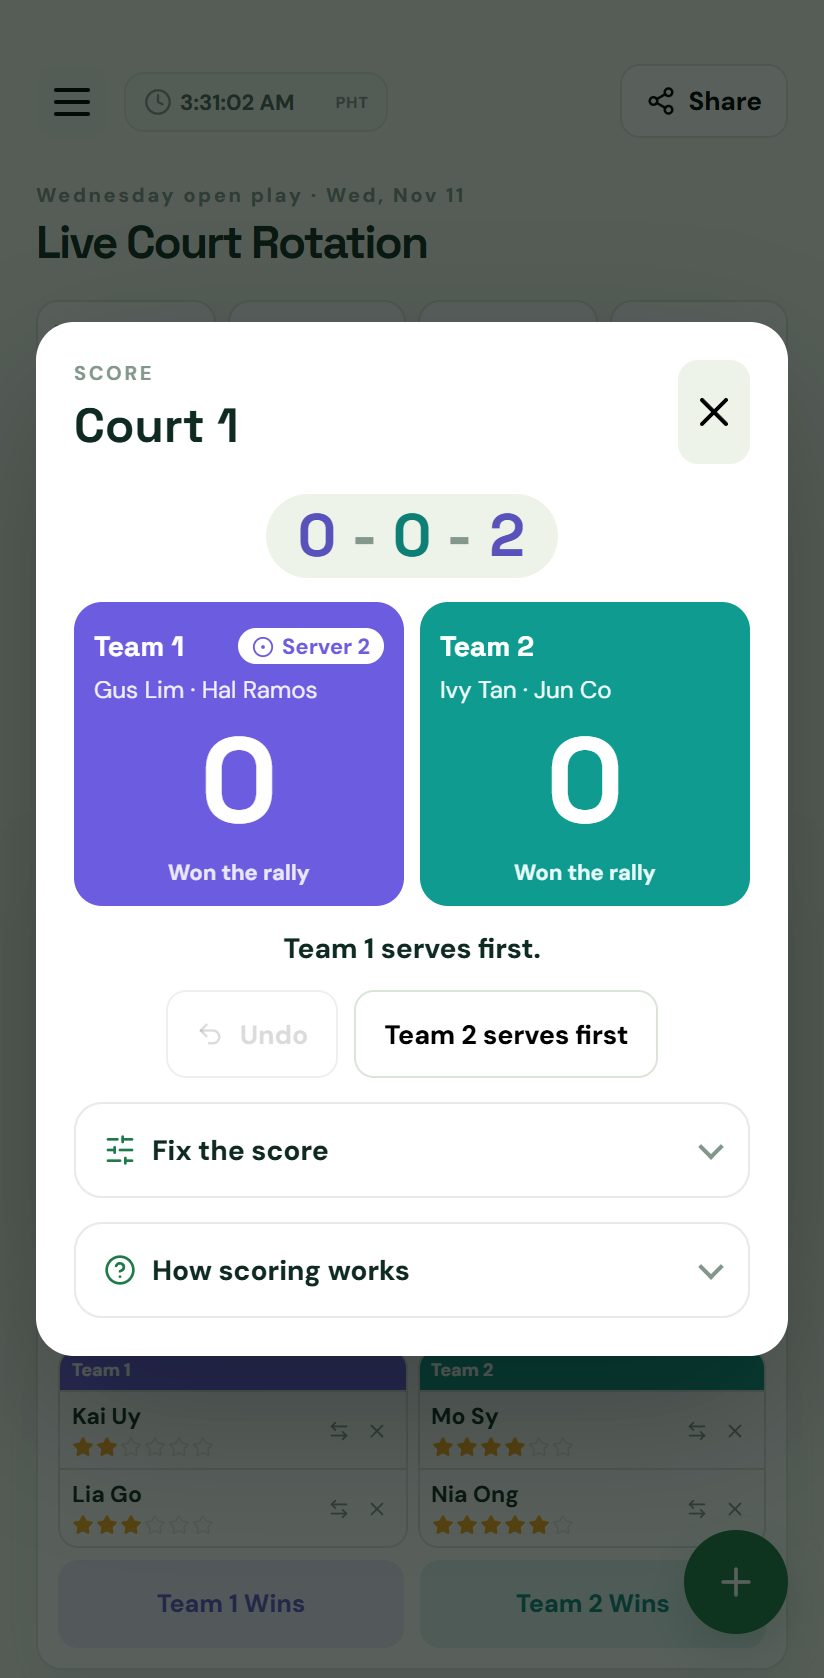 3:31:02 AM PHT
Share
Wednesday open play · Wed, Nov 11
Live Court Rotation
SCORE
Court 1
0 - 0 - 2
Team 1
Server 2
Gus Lim · Hal Ramos
0
Won the rally
Team 2
Ivy Tan · Jun Co
0
Won the rally
Team 1 serves first.
Undo
Team 2 serves first
Fix the score
How scoring works
Team 1
Kai Uy
Lia Go
Team 1 Wins
Team 2
Mo Sy
Nia Ong
Team 2 Wins